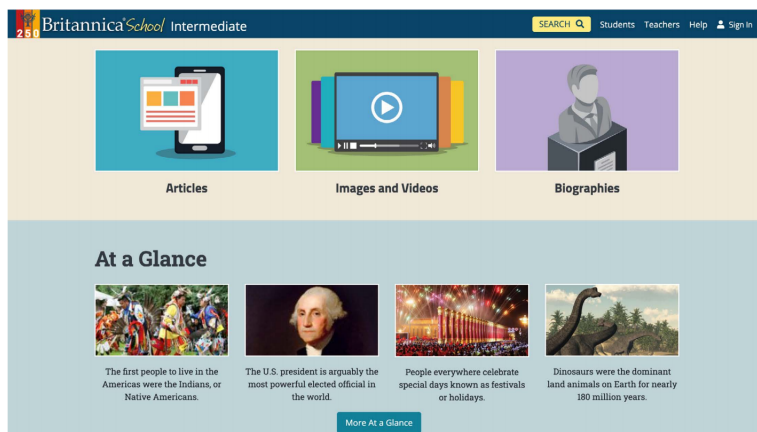 250 Britannica School Intermediate SEARCH Students Teachers Help Sign In
Articles Images and Videos Biographies
At a Glance
The first people to live in the
Americas were the Indians, or
Native Americans.
The U.S. president is arguably the
most powerful elected official in
the world.
People everywhere celebrate
special days known as festivals
or holidays.
Dinosaurs were the dominant
land animals on Earth for nearly
180 million years.
More At a Glance